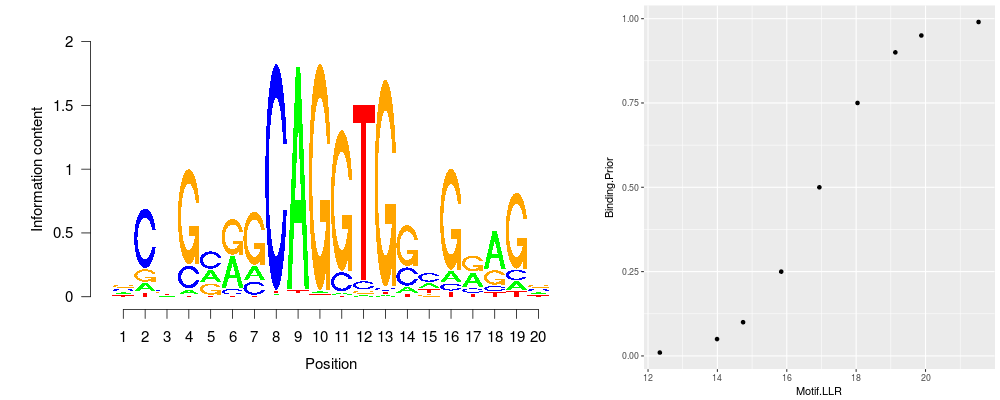 2
1.5
1
0.5
0
Information content
C G C A G G T G
1 2 3 4 5 6 7 8 9 10 11 12 13 14 15 16 17 18 19 20
Position
1.00
0.75
0.50
0.25
0.00
Binding.Prior
12 14 16 18 20
Motif.LLR